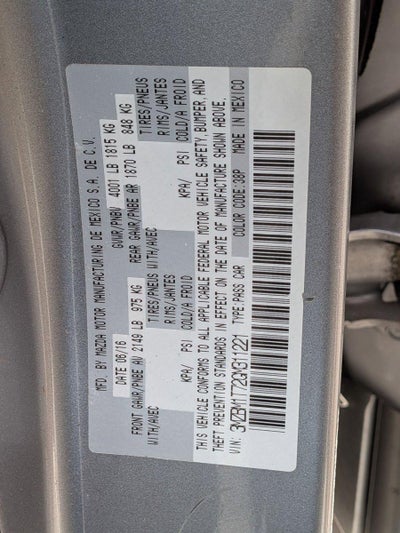 MFD. BY MAZDA MOTOR MANUFACTURING DE MEXICO S.A. DE C.V.
DATE 06/16 GVWR/PNBV 4001 LB 1815 KG
FRONT GAWR/PNBE AV 2149 LB 975 KG REAR GAWR/PNBE AR 1870 LB 848 KG
WITH/AVEC TIRES/PNEUS WITH/AVEC TIRES/PNEUS
RIMS/JANTES RIMS/JANTES
KPA/ PSI COLD/A FROID KPA/ PSI COLD/A FROID
THIS VEHICLE CONFORMS TO ALL APPLICABLE FEDERAL MOTOR VEHICLE SAFETY, BUMPER, AND
THEFT PREVENTION STANDARDS IN EFFECT ON THE DATE OF MANUFACTURE SHOWN ABOVE.
VIN: 3MZBM1T72GM311221 TYPE:PASS CAR COLOR CODE:38P MADE IN MEXICO